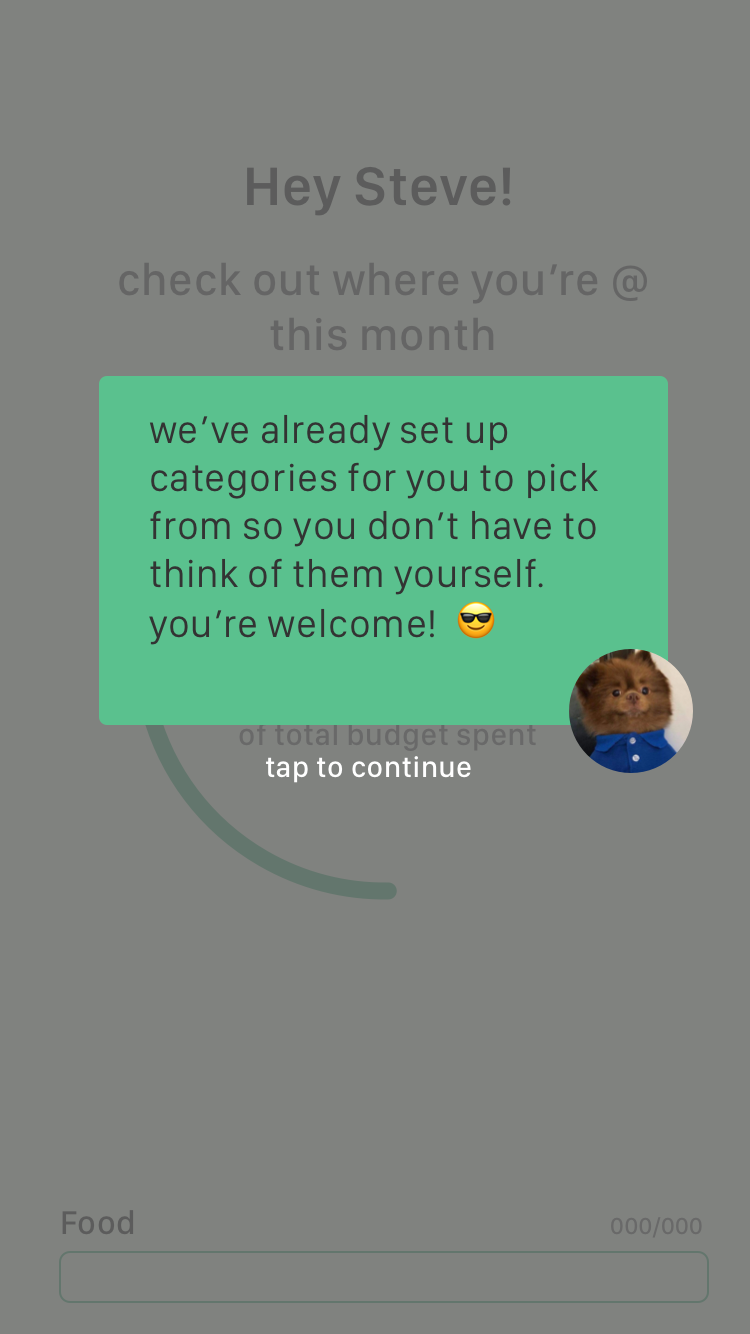 Hey Steve!
check out where you’re @
this month
we’ve already set up
categories for you to pick
from so you don’t have to
think of them yourself.
you’re welcome! 😎
of total budget spent
tap to continue
Food 000/000